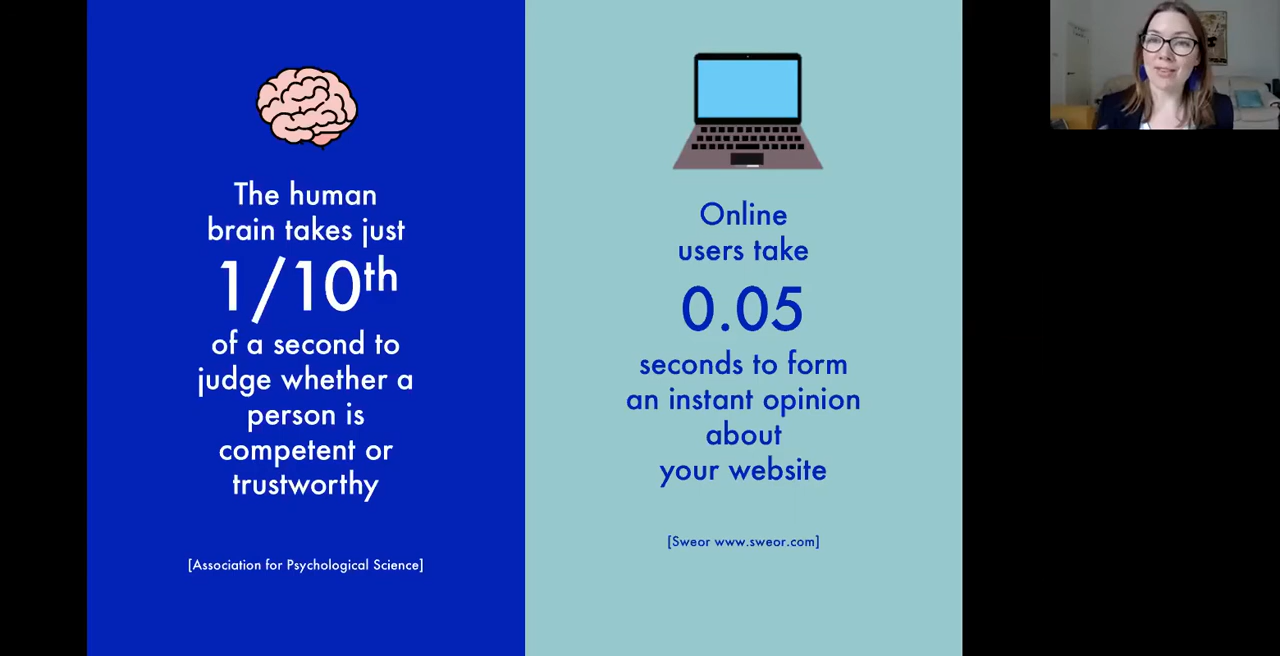 The human
brain takes just
1/10th
of a second to
judge whether a
person is
competent or
trustworthy
[Association for Psychological Science]
Online
users take
0.05
seconds to form
an instant opinion
about
your website
[Sweor www.sweor.com]